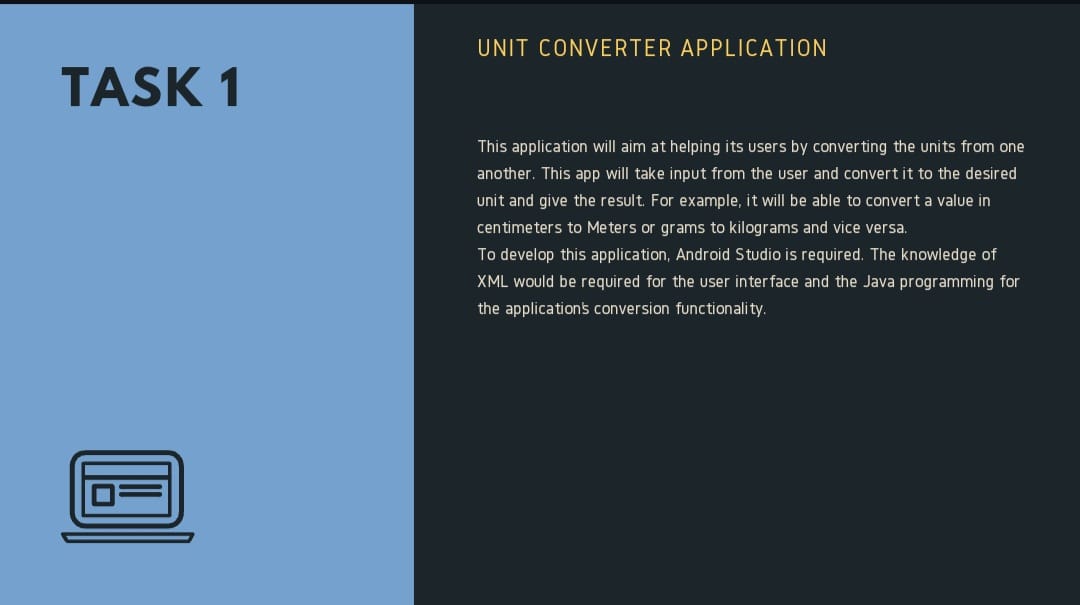 TASK 1
UNIT CONVERTER APPLICATION
This application will aim at helping its users by converting the units from one
another. This app will take input from the user and convert it to the desired
unit and give the result. For example, it will be able to convert a value in
centimeters to Meters or grams to kilograms and vice versa.
To develop this application, Android Studio is required. The knowledge of
XML would be required for the user interface and the Java programming for
the application's conversion functionality.